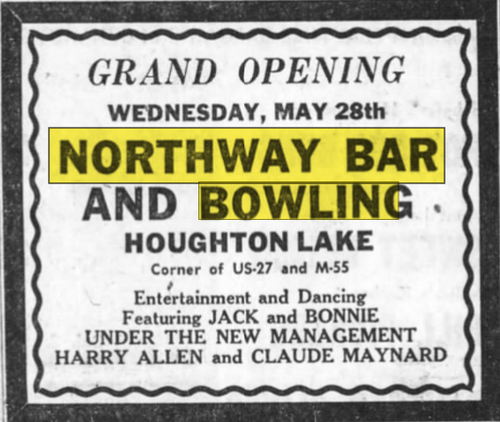 GRAND OPENING
WEDNESDAY, MAY 28th
NORTHWAY BAR
AND BOWLING .
HOUGHTON LAKE
Corner of US-27 and M-55
Entertainment and Dancing
Featuring JACK and BONNIE
UNDER THE NEW MANAGEMENT
HARRY ALLEN and CLAUDE MAYNARD